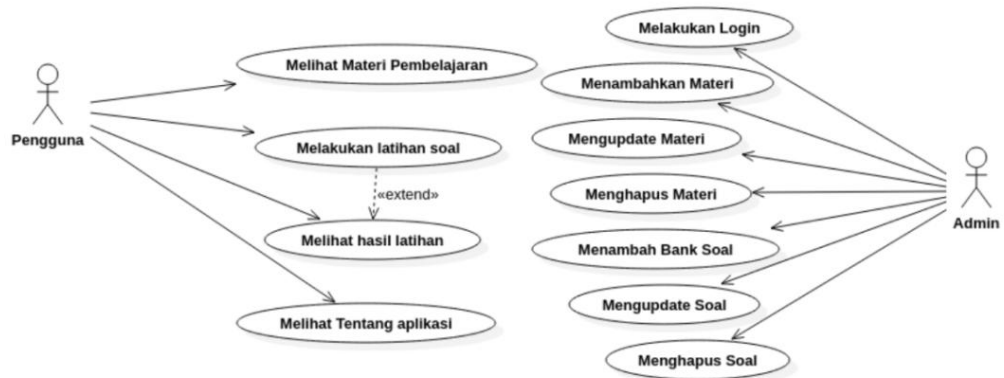 Melakukan Login
Melihat Materi Pembelajaran
Menambahkan Materi
Pengguna
Mengupdate Materi
Melakukan latihan soal
Menghapus Materi
«extend»
Admin
Melihat hasil latihan
Menambah Bank Soal
Mengupdate Soal
Melihat Tentang aplikasi
Menghapus Soal